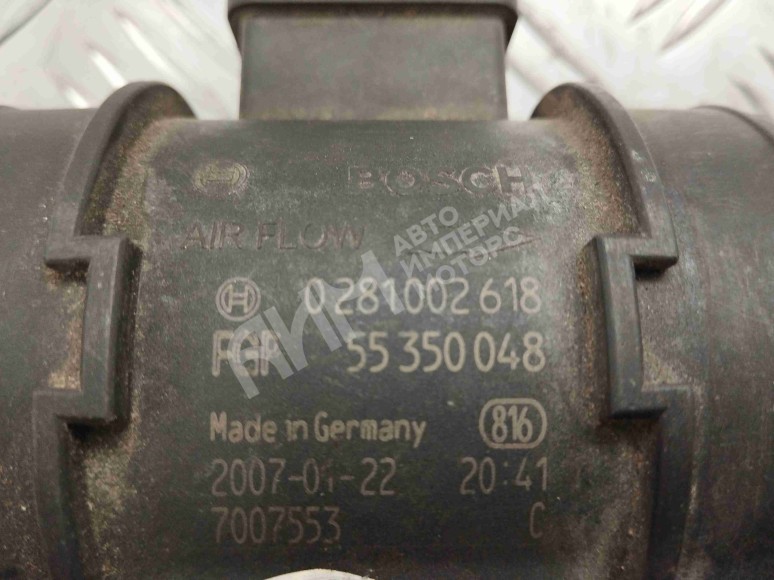 BOSCH
AIR FLOW
0 281 002 618
55 350 048
Made in Germany 816
20:41
7007553 C
АВТО
ИМПЕРИАЛ
МОТОРС
АИМ